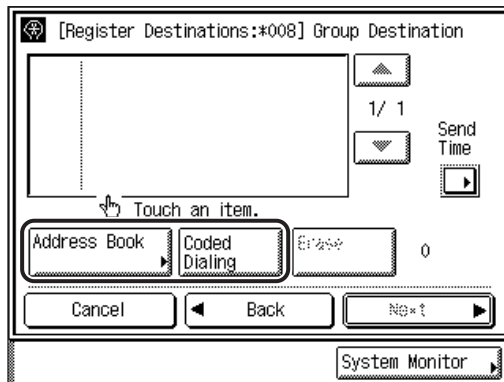 [Register Destinations:*008] Group Destination
1/ 1
Send
Time
Touch an item.
Address Book
Coded
Dialing
Erase
0
Cancel
Back
Next
System Monitor